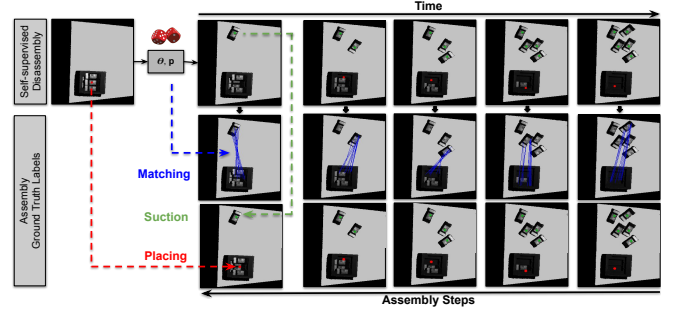 Time
Self-supervised
Disassembly
θ, p
Matching
Suction
Placing
Assembly
Ground Truth Labels
Assembly Steps